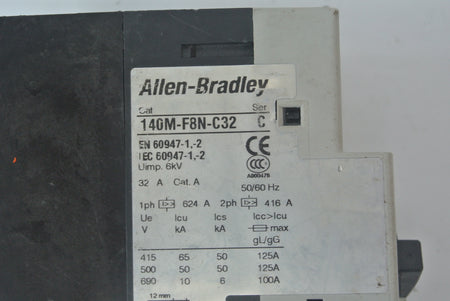 Allen-Bradley
Cat Ser
140M-F8N-C32 C
EN 60947-1,-2
IEC 60947-1,-2
Uimp. 6kV
CE
CCC
32 A Cat. A 50/60 Hz
1ph 624 A 2ph 416 A
Ue Icu Ics Icc>Icu
V kA kA max
gL/gG
415 65 50 125A
500 50 50 125A
690 10 6 100A
12 mm